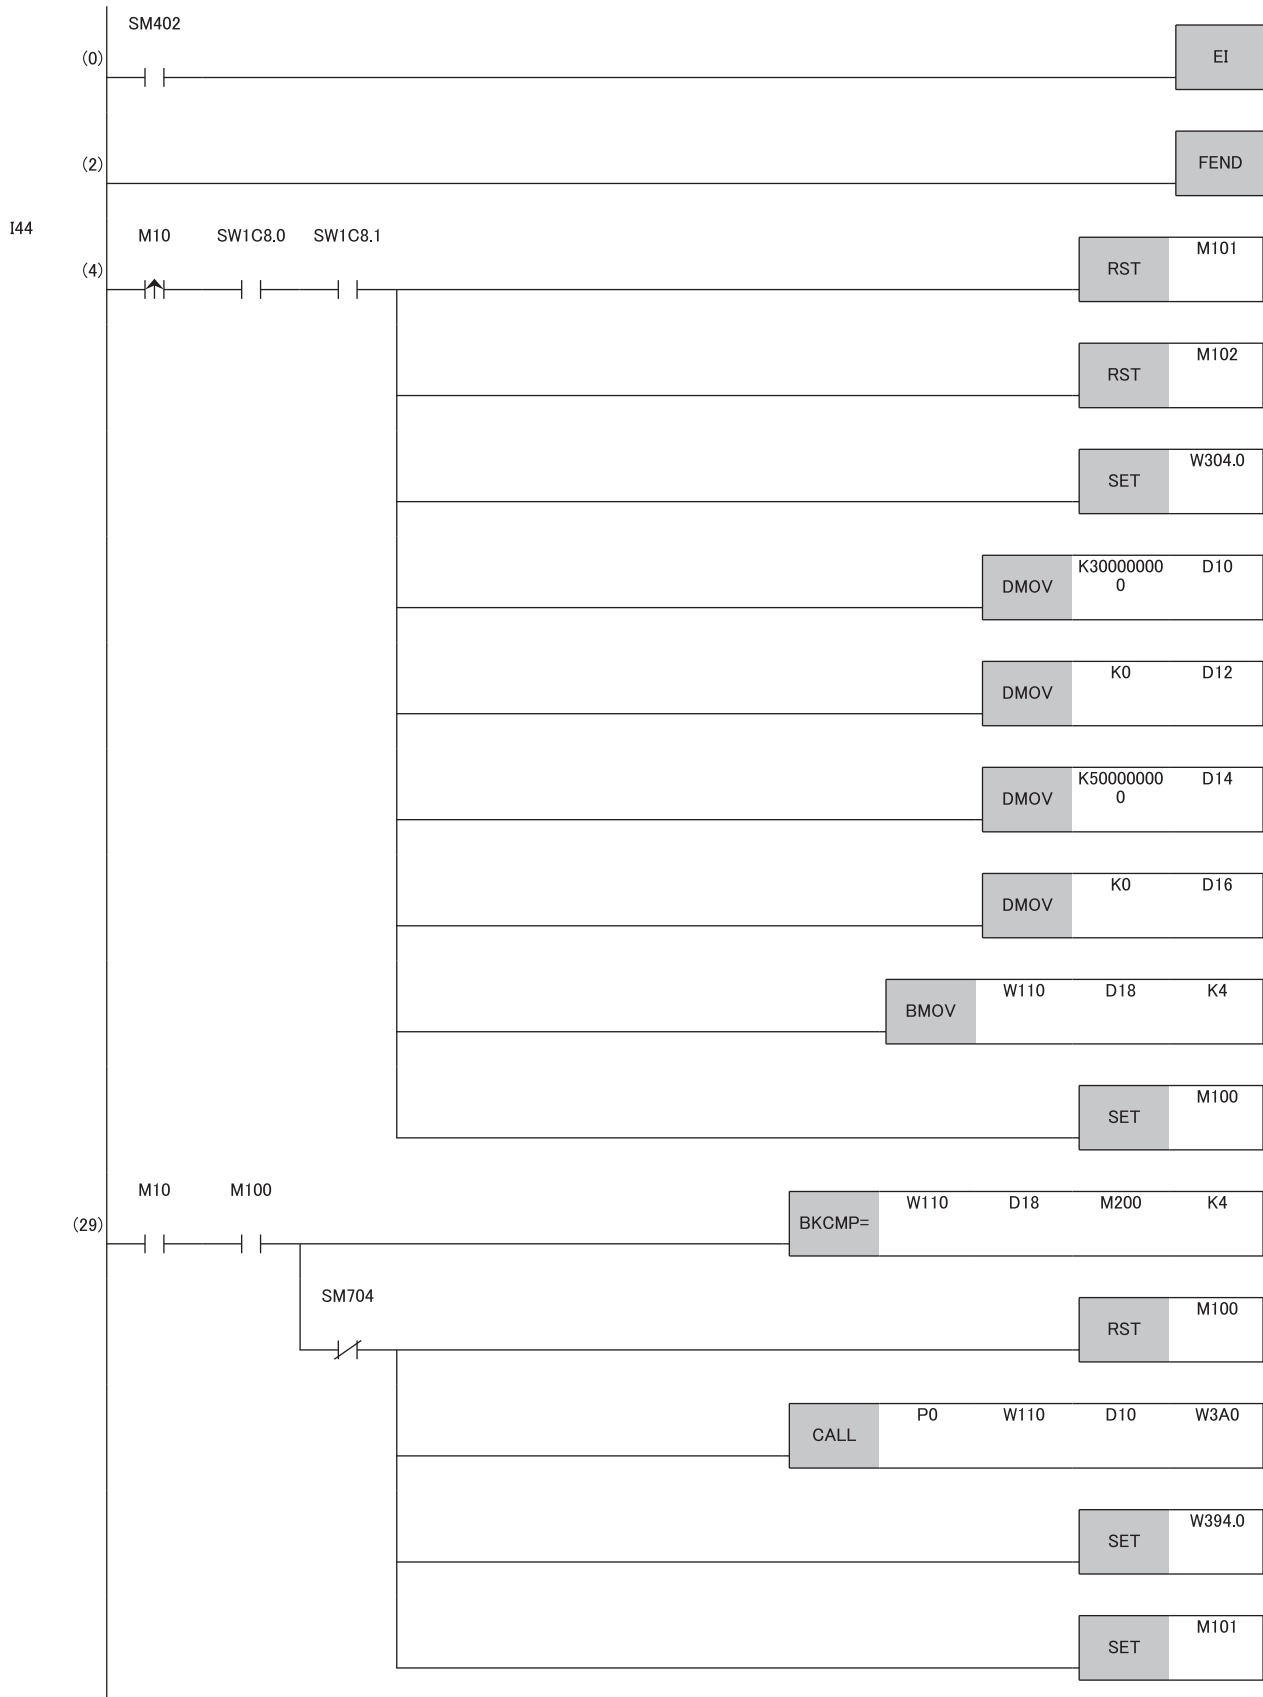 SM402
(0)
EI
(2)
FEND
I44
M10 SW1C8.0 SW1C8.1
(4)
RST M101
RST M102
SET W304.0
DMOV K30000000 D10
0
DMOV K0 D12
DMOV K50000000 D14
0
DMOV K0 D16
BMOV W110 D18 K4
SET M100
M10 M100
(29)
BKCMP= W110 D18 M200 K4
SM704
RST M100
CALL P0 W110 D10 W3A0
SET W394.0
SET M101